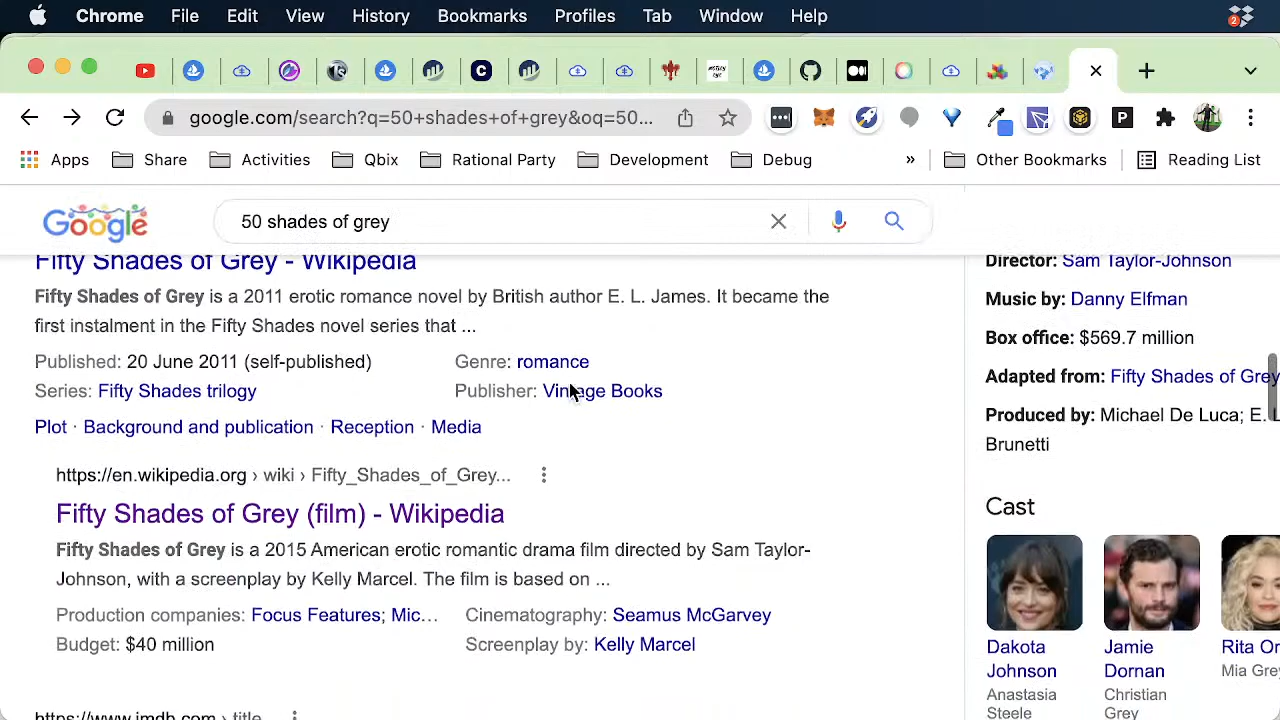 Chrome File Edit View History Bookmarks Profiles Tab Window Help
2
google.com/search?q=50+shades+of+grey&oq=50...
P
Apps Share Activities Qbix Rational Party Development Debug » Other Bookmarks Reading List
Google 50 shades of grey
Fifty Shades of Grey - Wikipedia
Fifty Shades of Grey is a 2011 erotic romance novel by British author E. L. James. It became the
first instalment in the Fifty Shades novel series that ...
Published: 20 June 2011 (self-published) Genre: romance
Series: Fifty Shades trilogy Publisher: Vintage Books
Plot · Background and publication · Reception · Media
https://en.wikipedia.org › wiki › Fifty_Shades_of_Grey...
Fifty Shades of Grey (film) - Wikipedia
Fifty Shades of Grey is a 2015 American erotic romantic drama film directed by Sam Taylor-
Johnson, with a screenplay by Kelly Marcel. The film is based on ...
Production companies: Focus Features; Mic... Cinematography: Seamus McGarvey
Budget: $40 million Screenplay by: Kelly Marcel
https://www.imdb.com › title
Director: Sam Taylor-Johnson
Music by: Danny Elfman
Box office: $569.7 million
Adapted from: Fifty Shades of Grey
Produced by: Michael De Luca; E. L.
Brunetti
Cast
Dakota
Johnson
Anastasia
Steele
Jamie
Dornan
Christian
Grey
Rita Or
Mia Grey